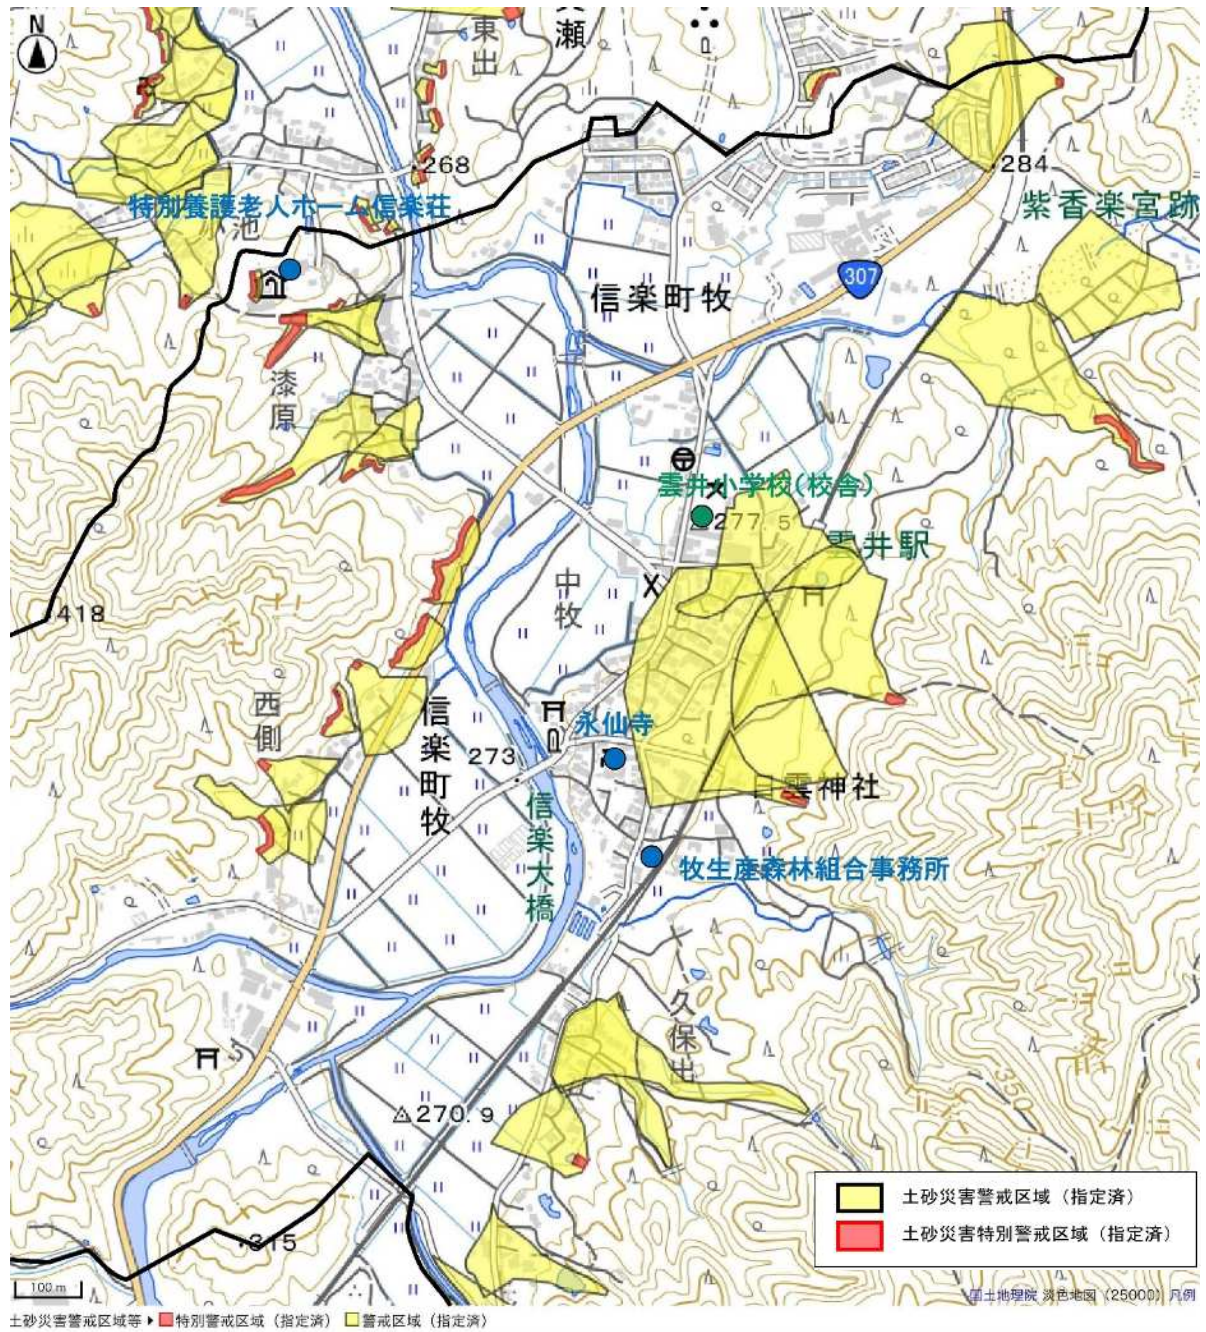 N
東出
瀬
268
284
紫香楽宮跡
特別養護老人ホーム信楽荘
小池
307
信楽町牧
漆原
雲井小学校(校舎)
277.5
雲井駅
418
中牧
西側
信楽町牧
永仙寺
273
日雲神社
信楽大橋
牧生産森林組合事務所
久保出
350
270.9
315
土砂災害警戒区域（指定済）
土砂災害特別警戒区域（指定済）
100 m
国土地理院 淡色地図（25000）凡例
土砂災害警戒区域等 特別警戒区域（指定済） 警戒区域（指定済）